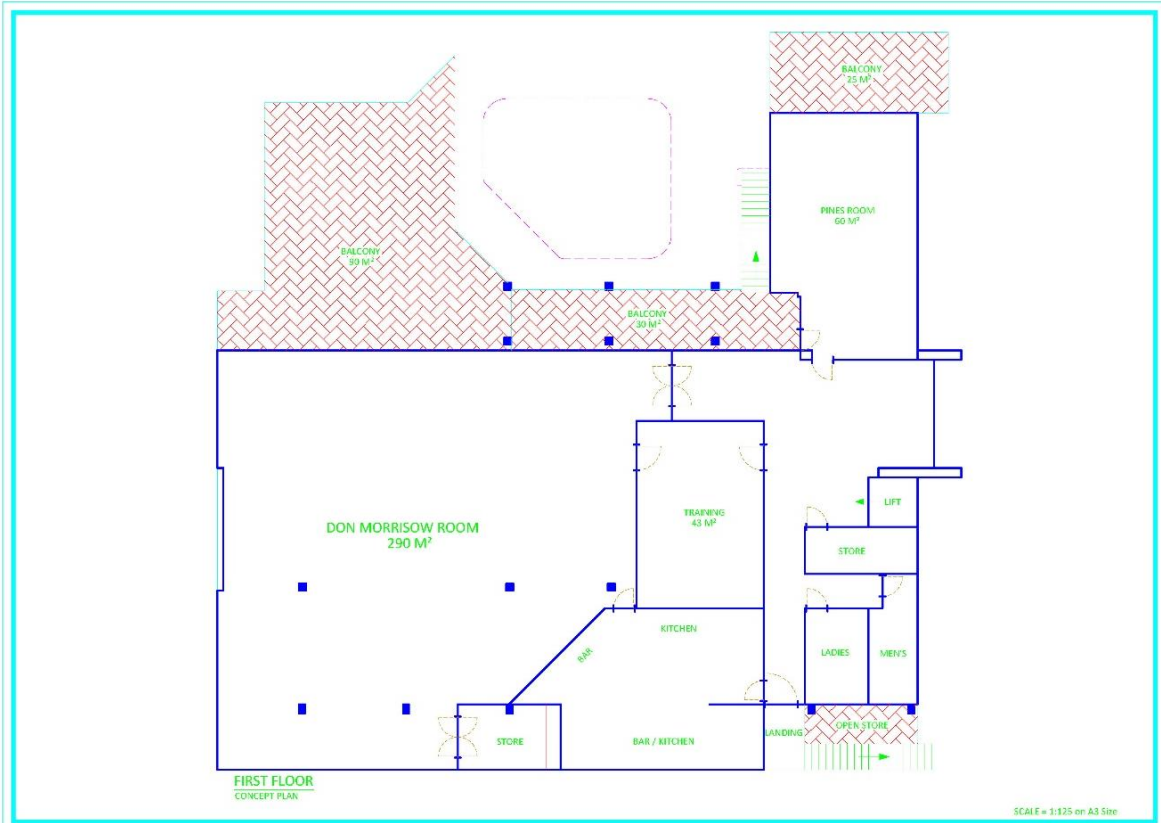 BALCONY
25 M²
PINES ROOM
60 M²
BALCONY
90 M²
BALCONY
30 M²
DON MORRISOW ROOM
290 M²
TRAINING
43 M²
LIFT
STORE
KITCHEN
BAR
LADIES
MEN'S
STORE
BAR / KITCHEN
LANDING
OPEN STORE
FIRST FLOOR
CONCEPT PLAN
SCALE = 1:125 on A3 Size